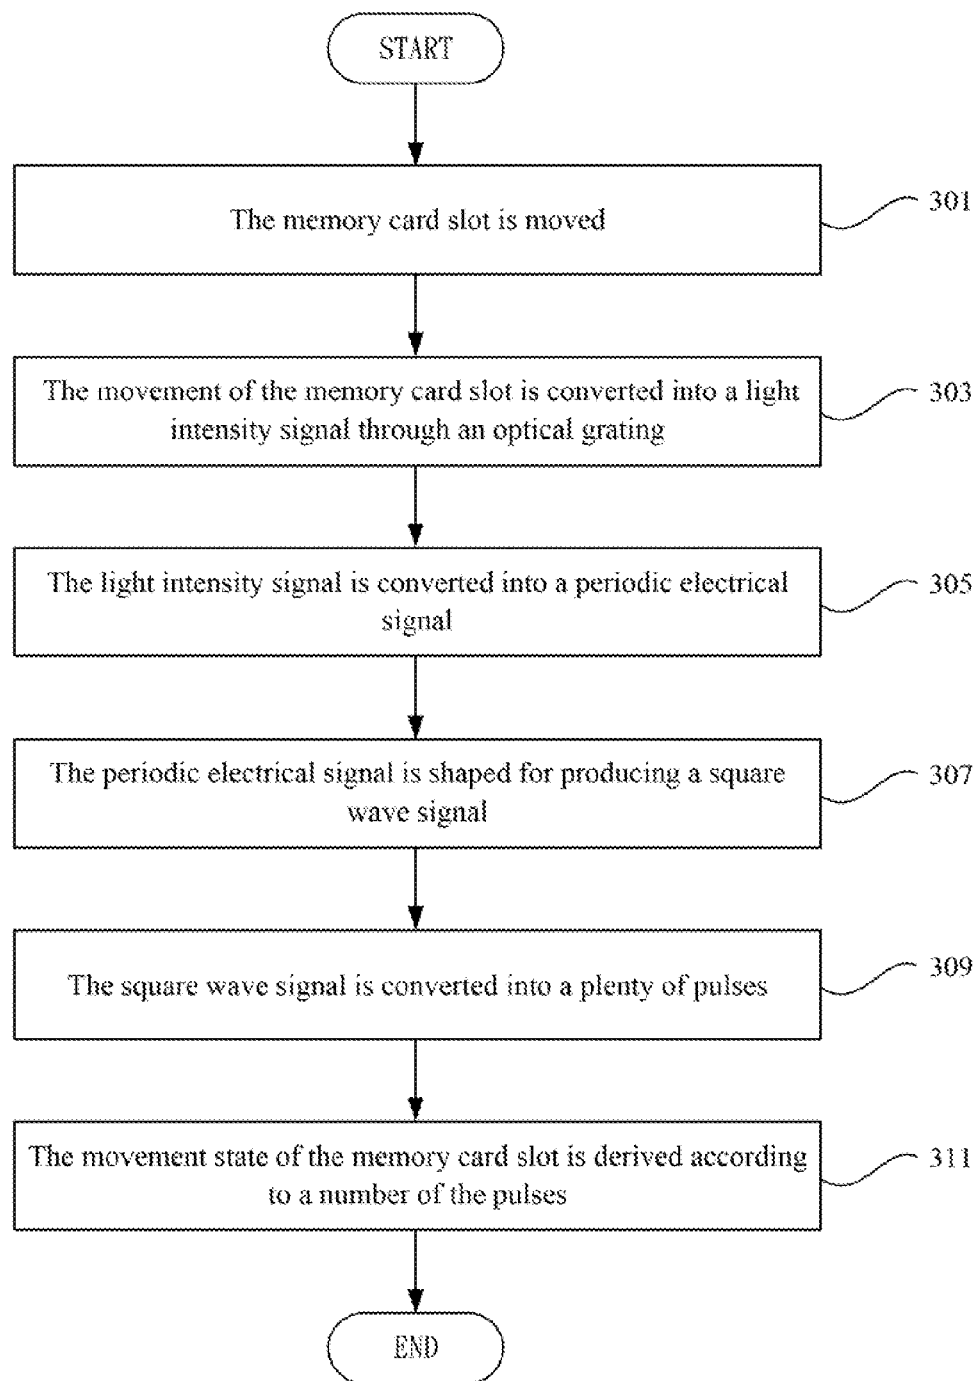 START
The memory card slot is moved
301
The movement of the memory card slot is converted into a light
intensity signal through an optical grating
303
The light intensity signal is converted into a periodic electrical
signal
305
The periodic electrical signal is shaped for producing a square
wave signal
307
The square wave signal is converted into a plenty of pulses
309
The movement state of the memory card slot is derived according
to a number of the pulses
311
END